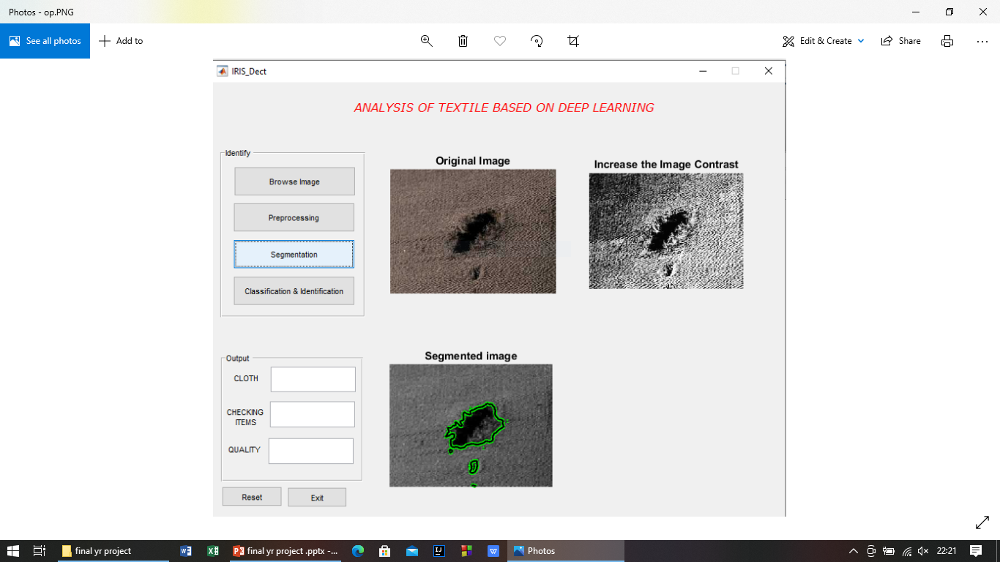 Photos - op.PNG
See all photos
Add to
Edit & Create
Share
IRIS_Dect
ANALYSIS OF TEXTILE BASED ON DEEP LEARNING
Identify
Browse Image
Preprocessing
Segmentation
Classification & Identification
Original Image
Increase the Image Contrast
Output
CLOTH
CHECKING
ITEMS
QUALITY
Segmented image
Reset
Exit
final yr project
final yr project .pptx -...
Photos
22:21